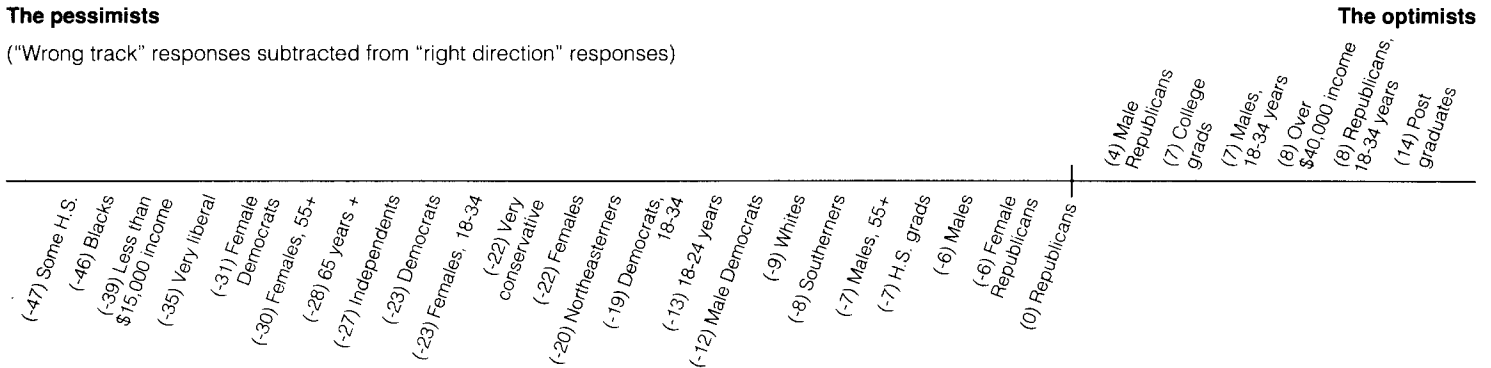 The pessimists
The optimists
("Wrong track" responses subtracted from "right direction" responses)
(4) Male
Republicans
(7) College
grads
(7) Males,
18-34 years
(8) Over
$40,000 income
(8) Republicans,
18-34 years
(14) Post
graduates
(-47) Some H.S.
(-46) Blacks
(-39) Less than
$15,000 income
(-35) Very liberal
(-31) Female
Democrats
(-30) Females, 55+
(-28) 65 years +
(-27) Independents
(-23) Democrats
(-23) Females, 18-34
(-22) Very
conservative
(-22) Females
(-20) Northeasterners
(-19) Democrats,
18-34
(-13) 18-24 years
(-12) Male Democrats
(-9) Whites
(-8) Southerners
(-7) Males, 55+
(-7) H.S. grads
(-6) Males
(-6) Female
Republicans
(0) Republicans